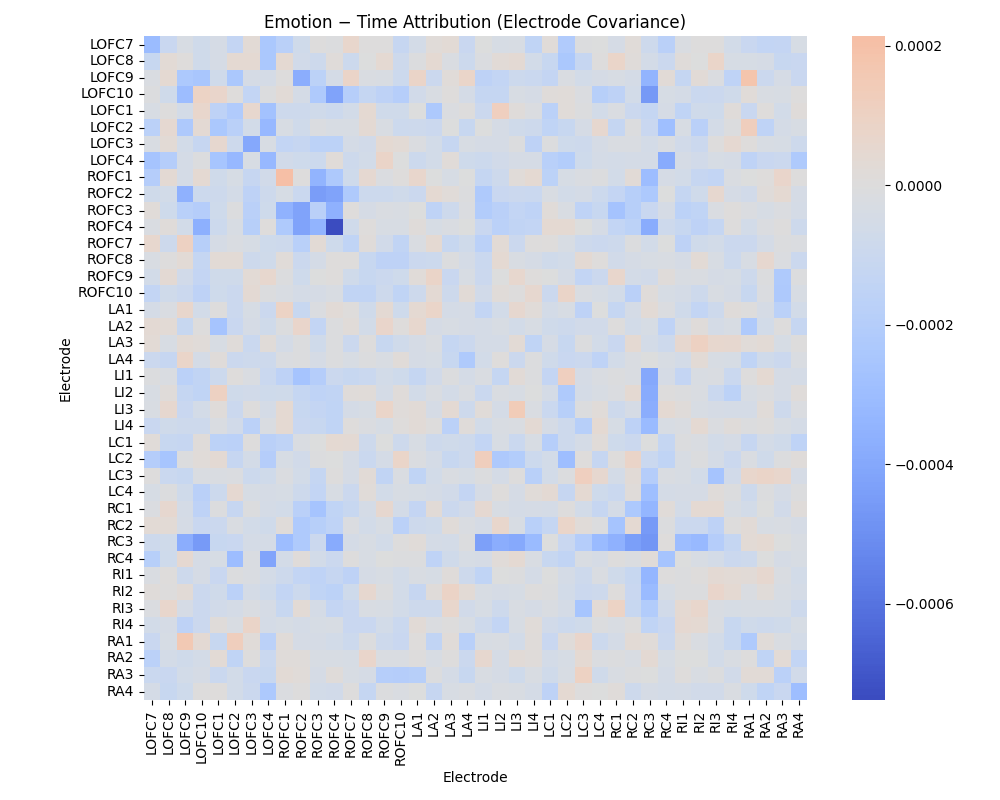 Emotion − Time Attribution (Electrode Covariance)
Electrode
LOFC7
LOFC8
LOFC9
LOFC10
LOFC1
LOFC2
LOFC3
LOFC4
ROFC1
ROFC2
ROFC3
ROFC4
ROFC7
ROFC8
ROFC9
ROFC10
LA1
LA2
LA3
LA4
LI1
LI2
LI3
LI4
LC1
LC2
LC3
LC4
RC1
RC2
RC3
RC4
RI1
RI2
RI3
RI4
RA1
RA2
RA3
RA4
LOFC7
LOFC8
LOFC9
LOFC10
LOFC1
LOFC2
LOFC3
LOFC4
ROFC1
ROFC2
ROFC3
ROFC4
ROFC7
ROFC8
ROFC9
ROFC10
LA1
LA2
LA3
LA4
LI1
LI2
LI3
LI4
LC1
LC2
LC3
LC4
RC1
RC2
RC3
RC4
RI1
RI2
RI3
RI4
RA1
RA2
RA3
RA4
Electrode
0.0002
0.0000
−0.0002
−0.0004
−0.0006